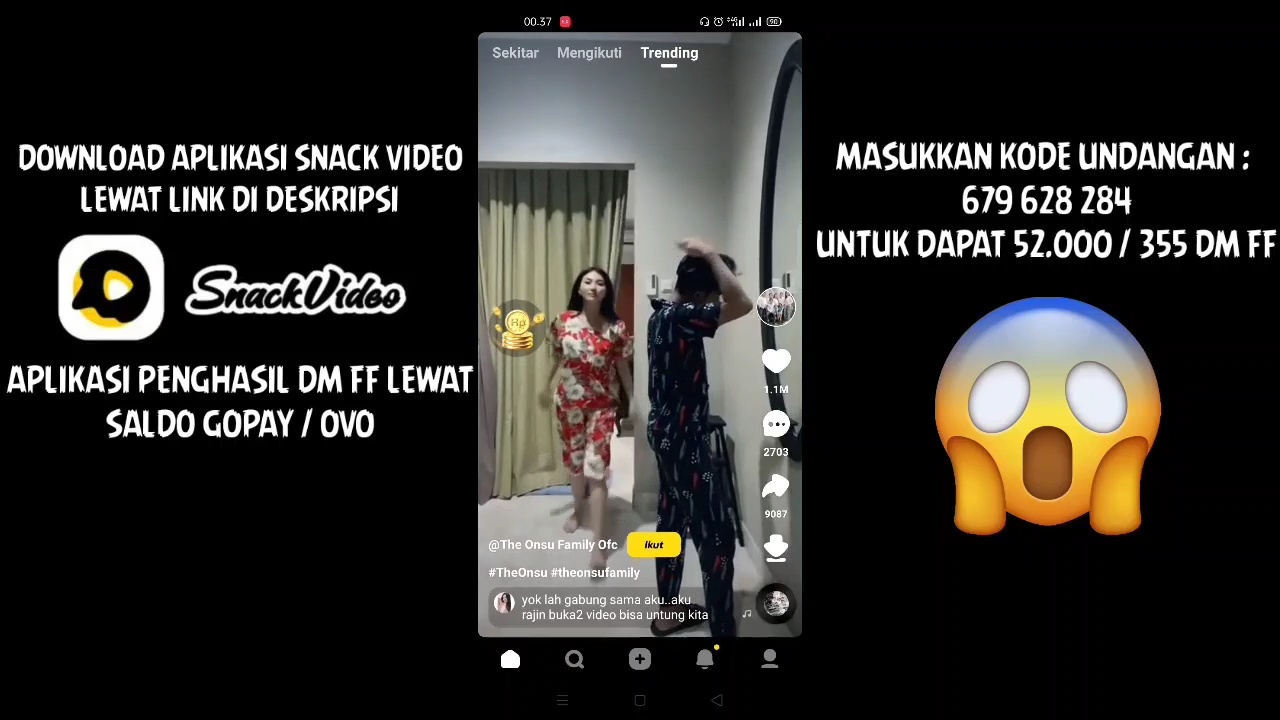 00.37
Sekitar Mengikuti Trending
DOWNLOAD APLIKASI SNACK VIDEO
LEWAT LINK DI DESKRIPSI
SnackVideo
APLIKASI PENGHASIL DM FF LEWAT
SALDO GOPAY / OVO
Rp
1.1M
2703
9087
@The Onsu Family Ofc Ikut
#TheOnsu #theonsufamily
yok lah gabung sama aku..aku
rajin buka2 video bisa untung kita
MASUKKAN KODE UNDANGAN :
679 628 284
UNTUK DAPAT 52.000 / 355 DM FF